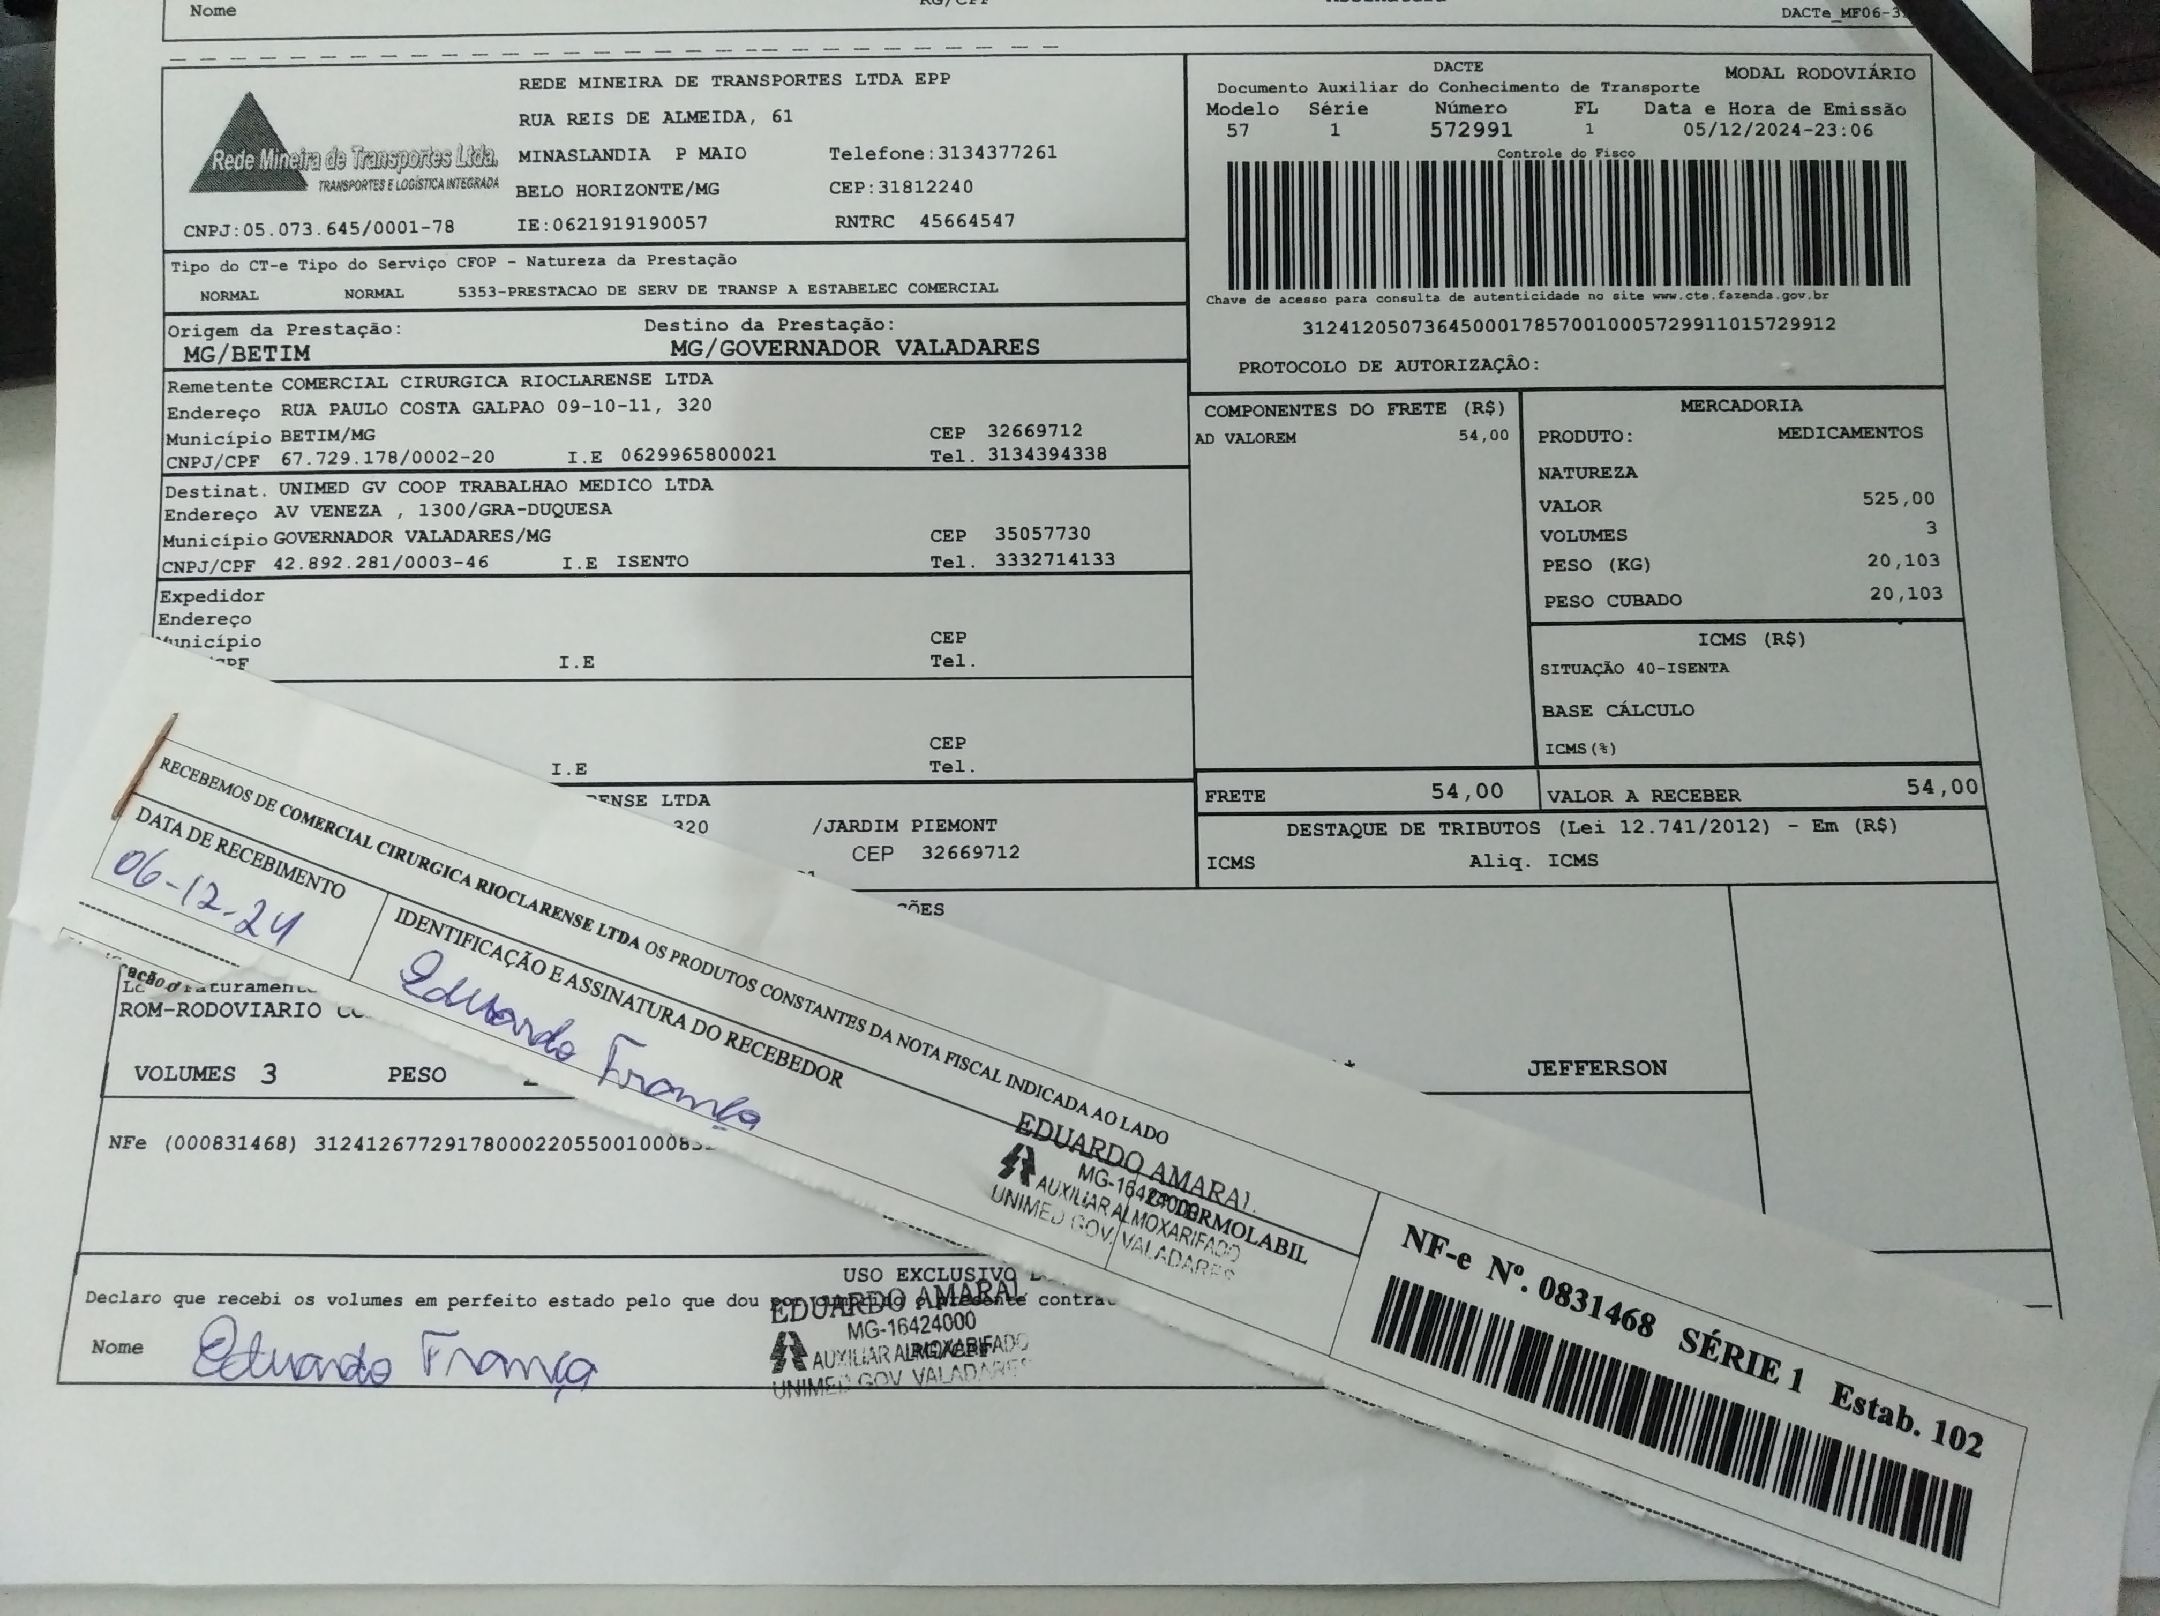 Nome
DACTe_MF06-3
REDE MINEIRA DE TRANSPORTES LTDA EPP
RUA REIS DE ALMEIDA, 61
MINASLANDIA P MAIO Telefone:3134377261
BELO HORIZONTE/MG CEP:31812240
Rede Mineira de Transportes Ltda.
TRANSPORTES E LOGÍSTICA INTEGRADA
CNPJ:05.073.645/0001-78 IE:0621919190057 RNTRC 45664547
DACTE MODAL RODOVIÁRIO
Documento Auxiliar do Conhecimento de Transporte
Modelo Série Número FL Data e Hora de Emissão
57 1 572991 1 05/12/2024-23:06
Controle do Fisco
Chave de acesso para consulta de autenticidade no site www.cte.fazenda.gov.br
31241205073645000178570010005729911015729912
PROTOCOLO DE AUTORIZAÇÃO:
Tipo do CT-e Tipo do Serviço CFOP - Natureza da Prestação
NORMAL NORMAL 5353-PRESTACAO DE SERV DE TRANSP A ESTABELEC COMERCIAL
Origem da Prestação: Destino da Prestação:
MG/BETIM MG/GOVERNADOR VALADARES
Remetente COMERCIAL CIRURGICA RIOCLARENSE LTDA
Endereço RUA PAULO COSTA GALPAO 09-10-11, 320
Município BETIM/MG CEP 32669712
CNPJ/CPF 67.729.178/0002-20 I.E 0629965800021 Tel. 3134394338
Destinat. UNIMED GV COOP TRABALHAO MEDICO LTDA
Endereço AV VENEZA , 1300/GRA-DUQUESA
Município GOVERNADOR VALADARES/MG CEP 35057730
CNPJ/CPF 42.892.281/0003-46 I.E ISENTO Tel. 3332714133
Expedidor
Endereço
Município CEP
I.E Tel.
CEP
I.E Tel.
LTDA
320 /JARDIM PIEMONT
CEP 32669712
COMPONENTES DO FRETE (R$)
AD VALOREM 54,00
MERCADORIA
PRODUTO: MEDICAMENTOS
NATUREZA
VALOR 525,00
VOLUMES 3
PESO (KG) 20,103
PESO CUBADO 20,103
ICMS (R$)
SITUAÇÃO 40-ISENTA
BASE CÁLCULO
ICMS(%)
FRETE 54,00 VALOR A RECEBER 54,00
DESTAQUE DE TRIBUTOS (Lei 12.741/2012) - Em (R$)
ICMS Aliq. ICMS
RECEBEMOS DE COMERCIAL CIRURGICA RIOCLARENSE LTDA OS PRODUTOS CONSTANTES DA NOTA FISCAL INDICADA AO LADO
DATA DE RECEBIMENTO
06-12-24
IDENTIFICAÇÃO E ASSINATURA DO RECEBEDOR
Eduardo França
EDUARDO AMARAL
MG-16424000
AUXILIAR ALMOXARIFADO
UNIMED GOV. VALADARES
NF-e Nº. 0831468 SÉRIE 1 Estab. 102
ROM-RODOVIARIO
JEFFERSON
VOLUMES 3 PESO
NFe (000831468)
USO EXCLUSIVO
Declaro que recebi os volumes em perfeito estado pelo que dou por cumprido o presente
Nome Eduardo França
EDUARDO AMARAL
MG-16424000
AUXILIAR ALMOXARIFADO
UNIMED GOV VALADARES